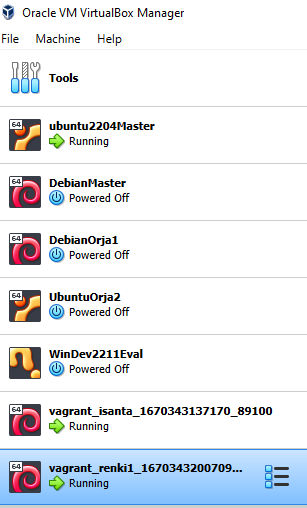 Oracle VM VirtualBox Manager
File Machine Help
Tools
64
ubuntu2204Master
Running
64
DebianMaster
Powered Off
64
DebianOrja1
Powered Off
64
UbuntuOrja2
Powered Off
WinDev2211Eval
Powered Off
64
vagrant_isanta_1670343137170_89100
Running
64
vagrant_renki1_1670343200709...
Running